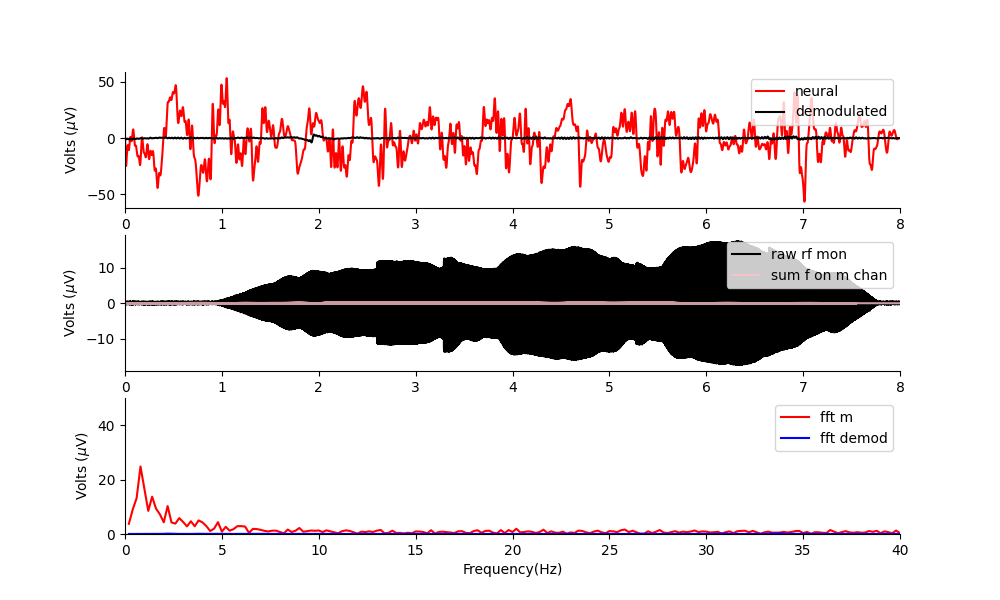 50
0
−50
Volts (μV)
neural
demodulated
0 1 2 3 4 5 6 7 8
10
0
−10
Volts (μV)
raw rf mon
sum f on m chan
0 1 2 3 4 5 6 7 8
40
20
0
Volts (μV)
fft m
fft demod
0 5 10 15 20 25 30 35 40
Frequency(Hz)